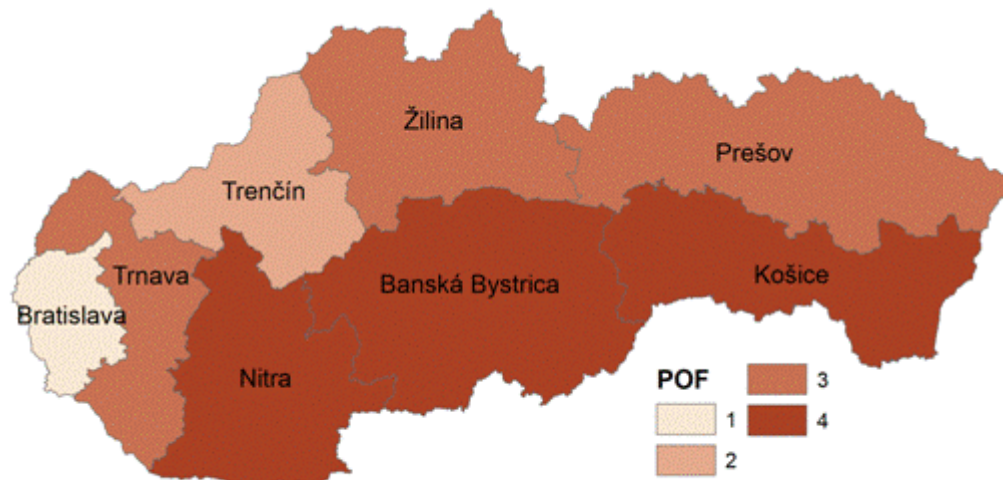 Žilina
Prešov
Trenčín
Trnava
Banská Bystrica
Košice
Bratislava
Nitra
POF
1
2
3
4